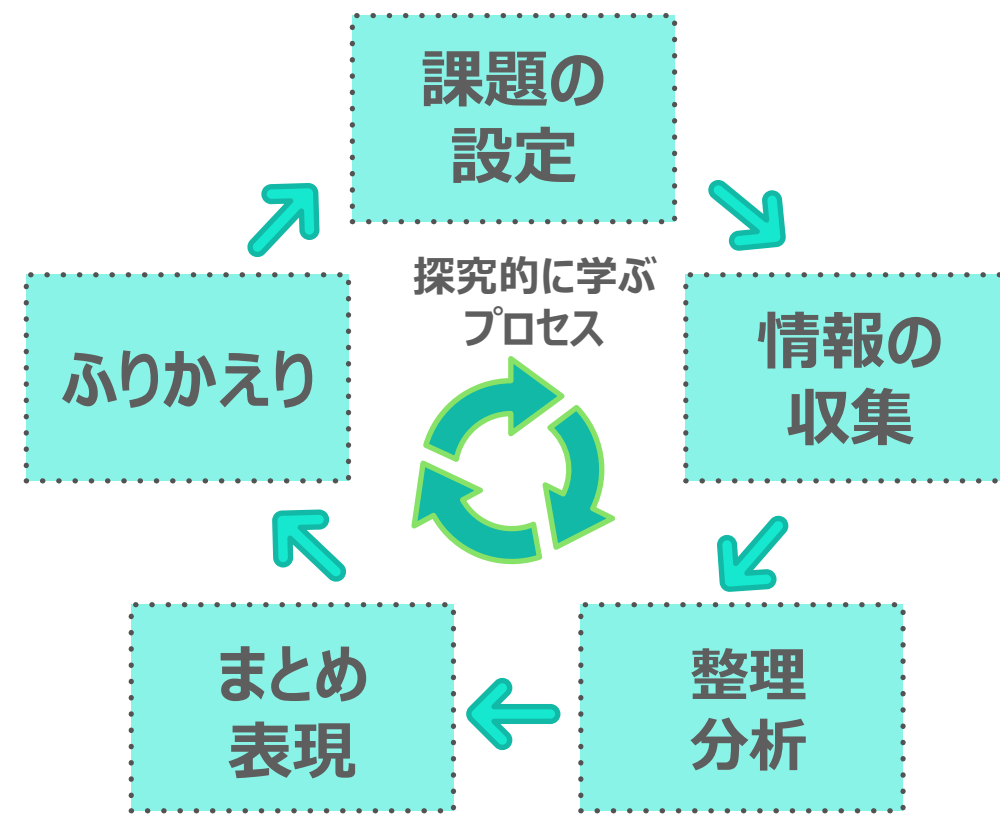 課題の
設定
探究的に学ぶ
プロセス
情報の
収集
整理
分析
まとめ
表現
ふりかえり